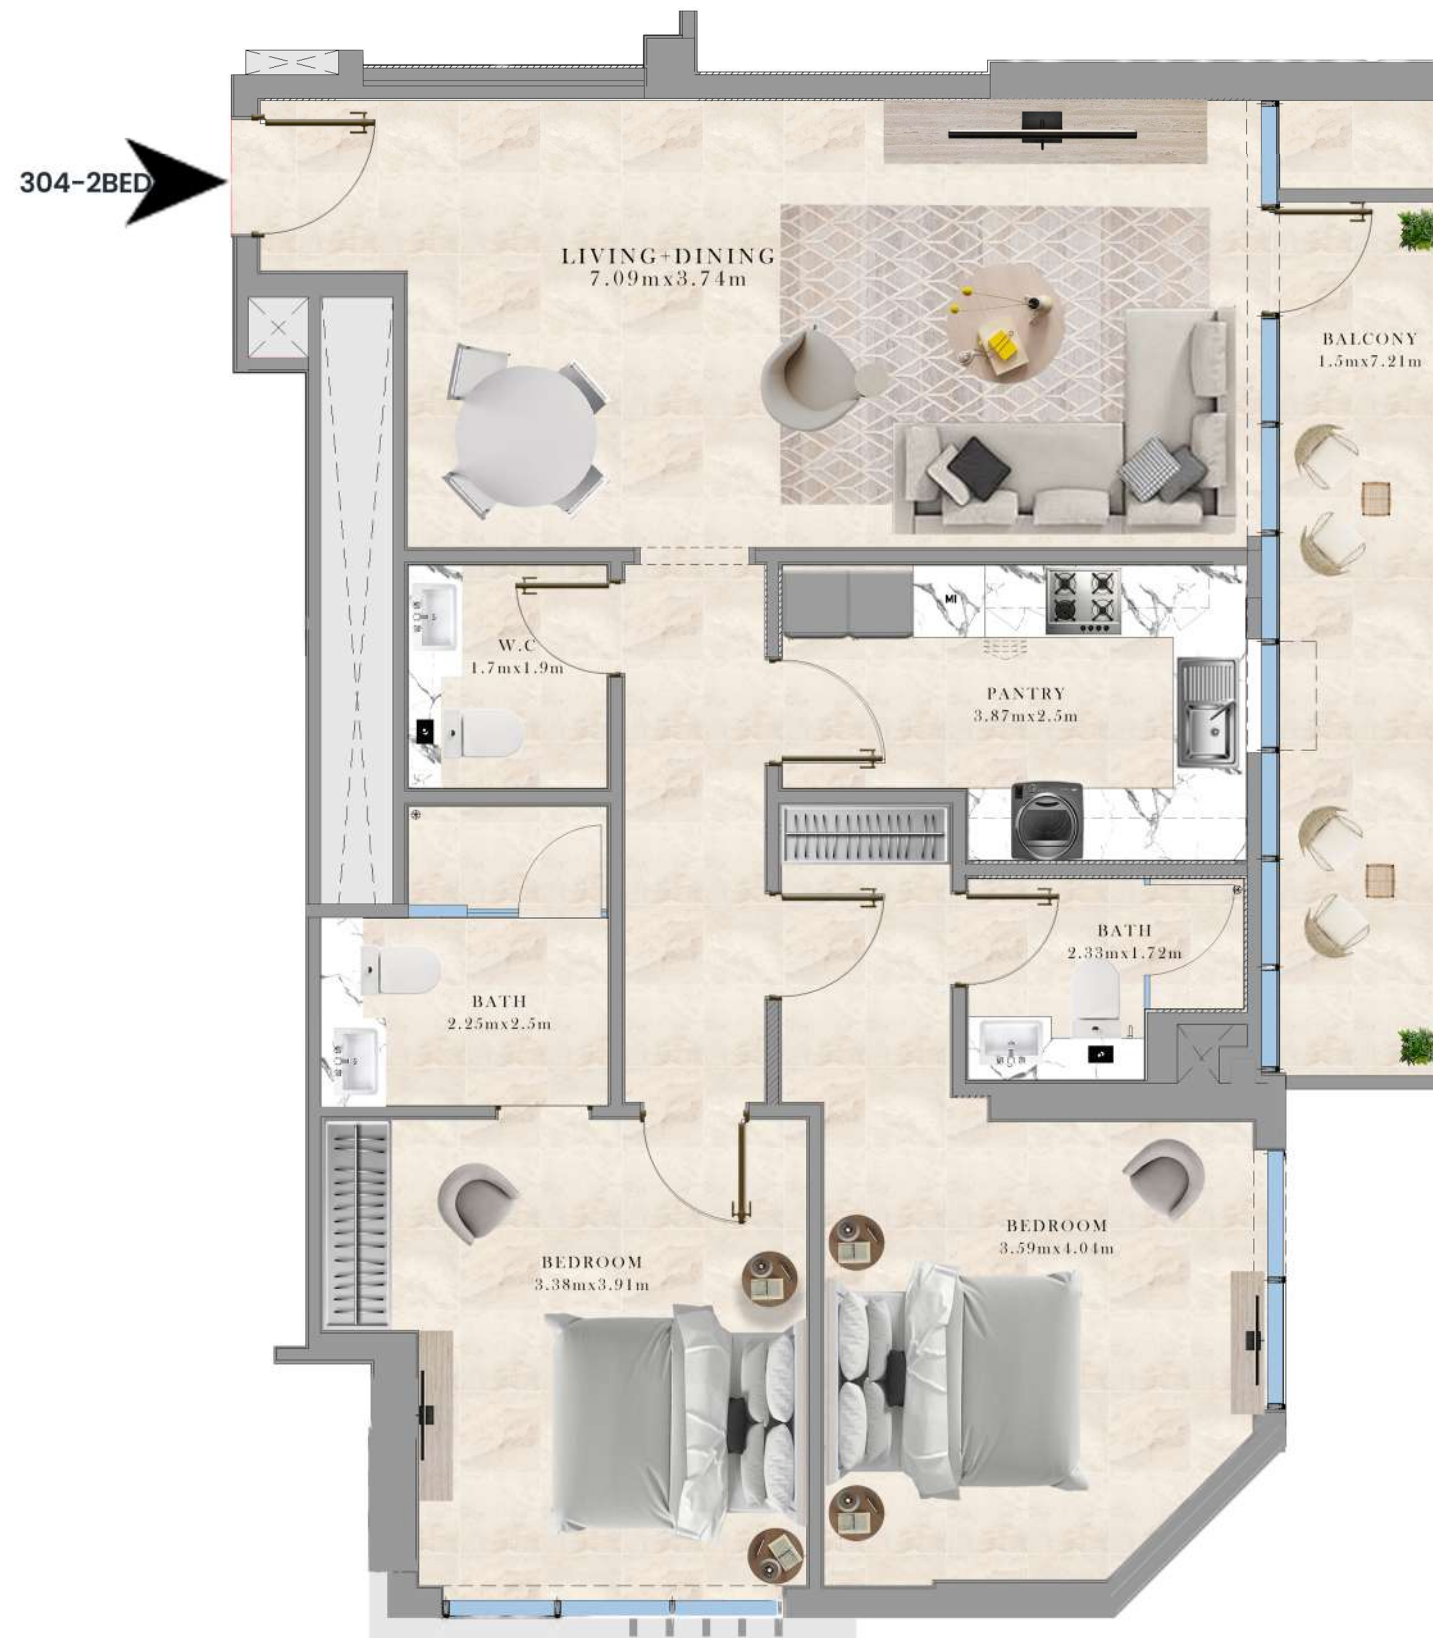 304-2BED
LIVING+DINING
7.09mx3.74m
BALCONY
1.5mx7.21m
W.C
1.7mx1.9m
MI
PANTRY
3.87mx2.5m
BATH
2.33mx1.72m
BATH
2.25mx2.5m
BEDROOM
3.59mx4.04m
BEDROOM
3.38mx3.91m